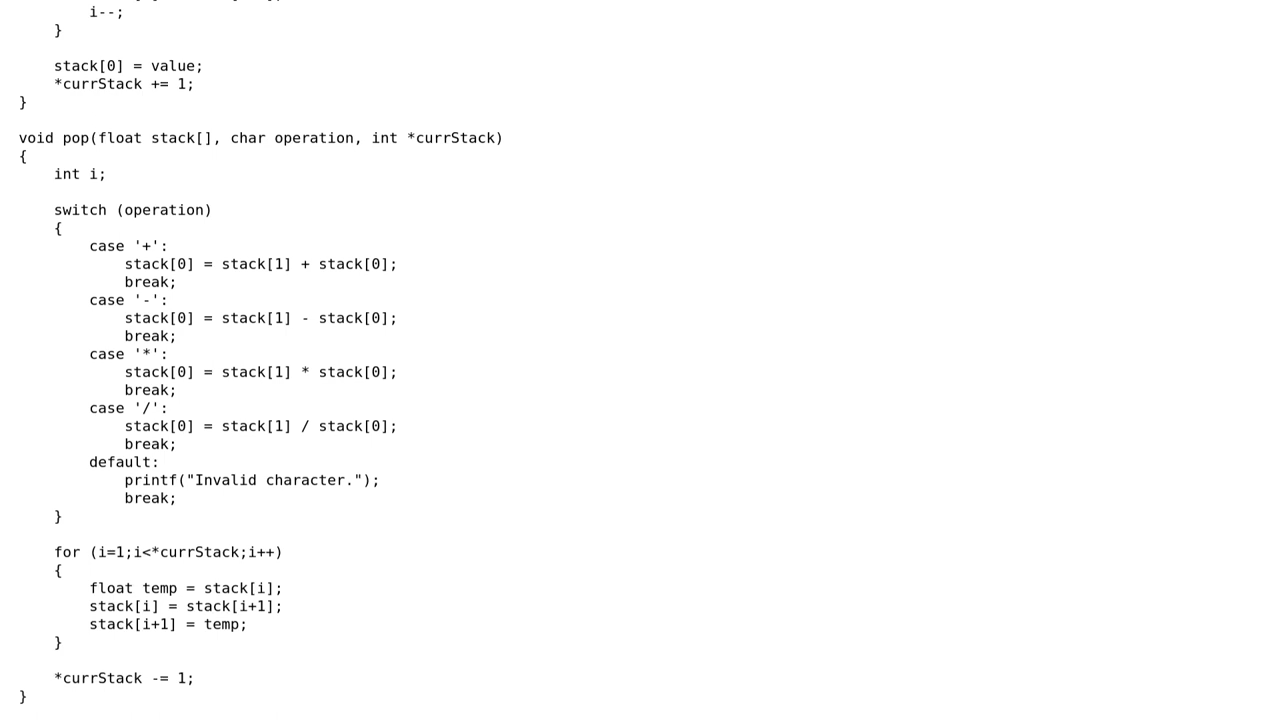 i--;
}
stack[0] = value;
*currStack += 1;
}
void pop(float stack[], char operation, int *currStack)
{
int i;
switch (operation)
{
case '+':
stack[0] = stack[1] + stack[0];
break;
case '-':
stack[0] = stack[1] - stack[0];
break;
case '*':
stack[0] = stack[1] * stack[0];
break;
case '/':
stack[0] = stack[1] / stack[0];
break;
default:
printf("Invalid character.");
break;
}
for (i=1;i<*currStack;i++)
{
float temp = stack[i];
stack[i] = stack[i+1];
stack[i+1] = temp;
}
*currStack -= 1;
}